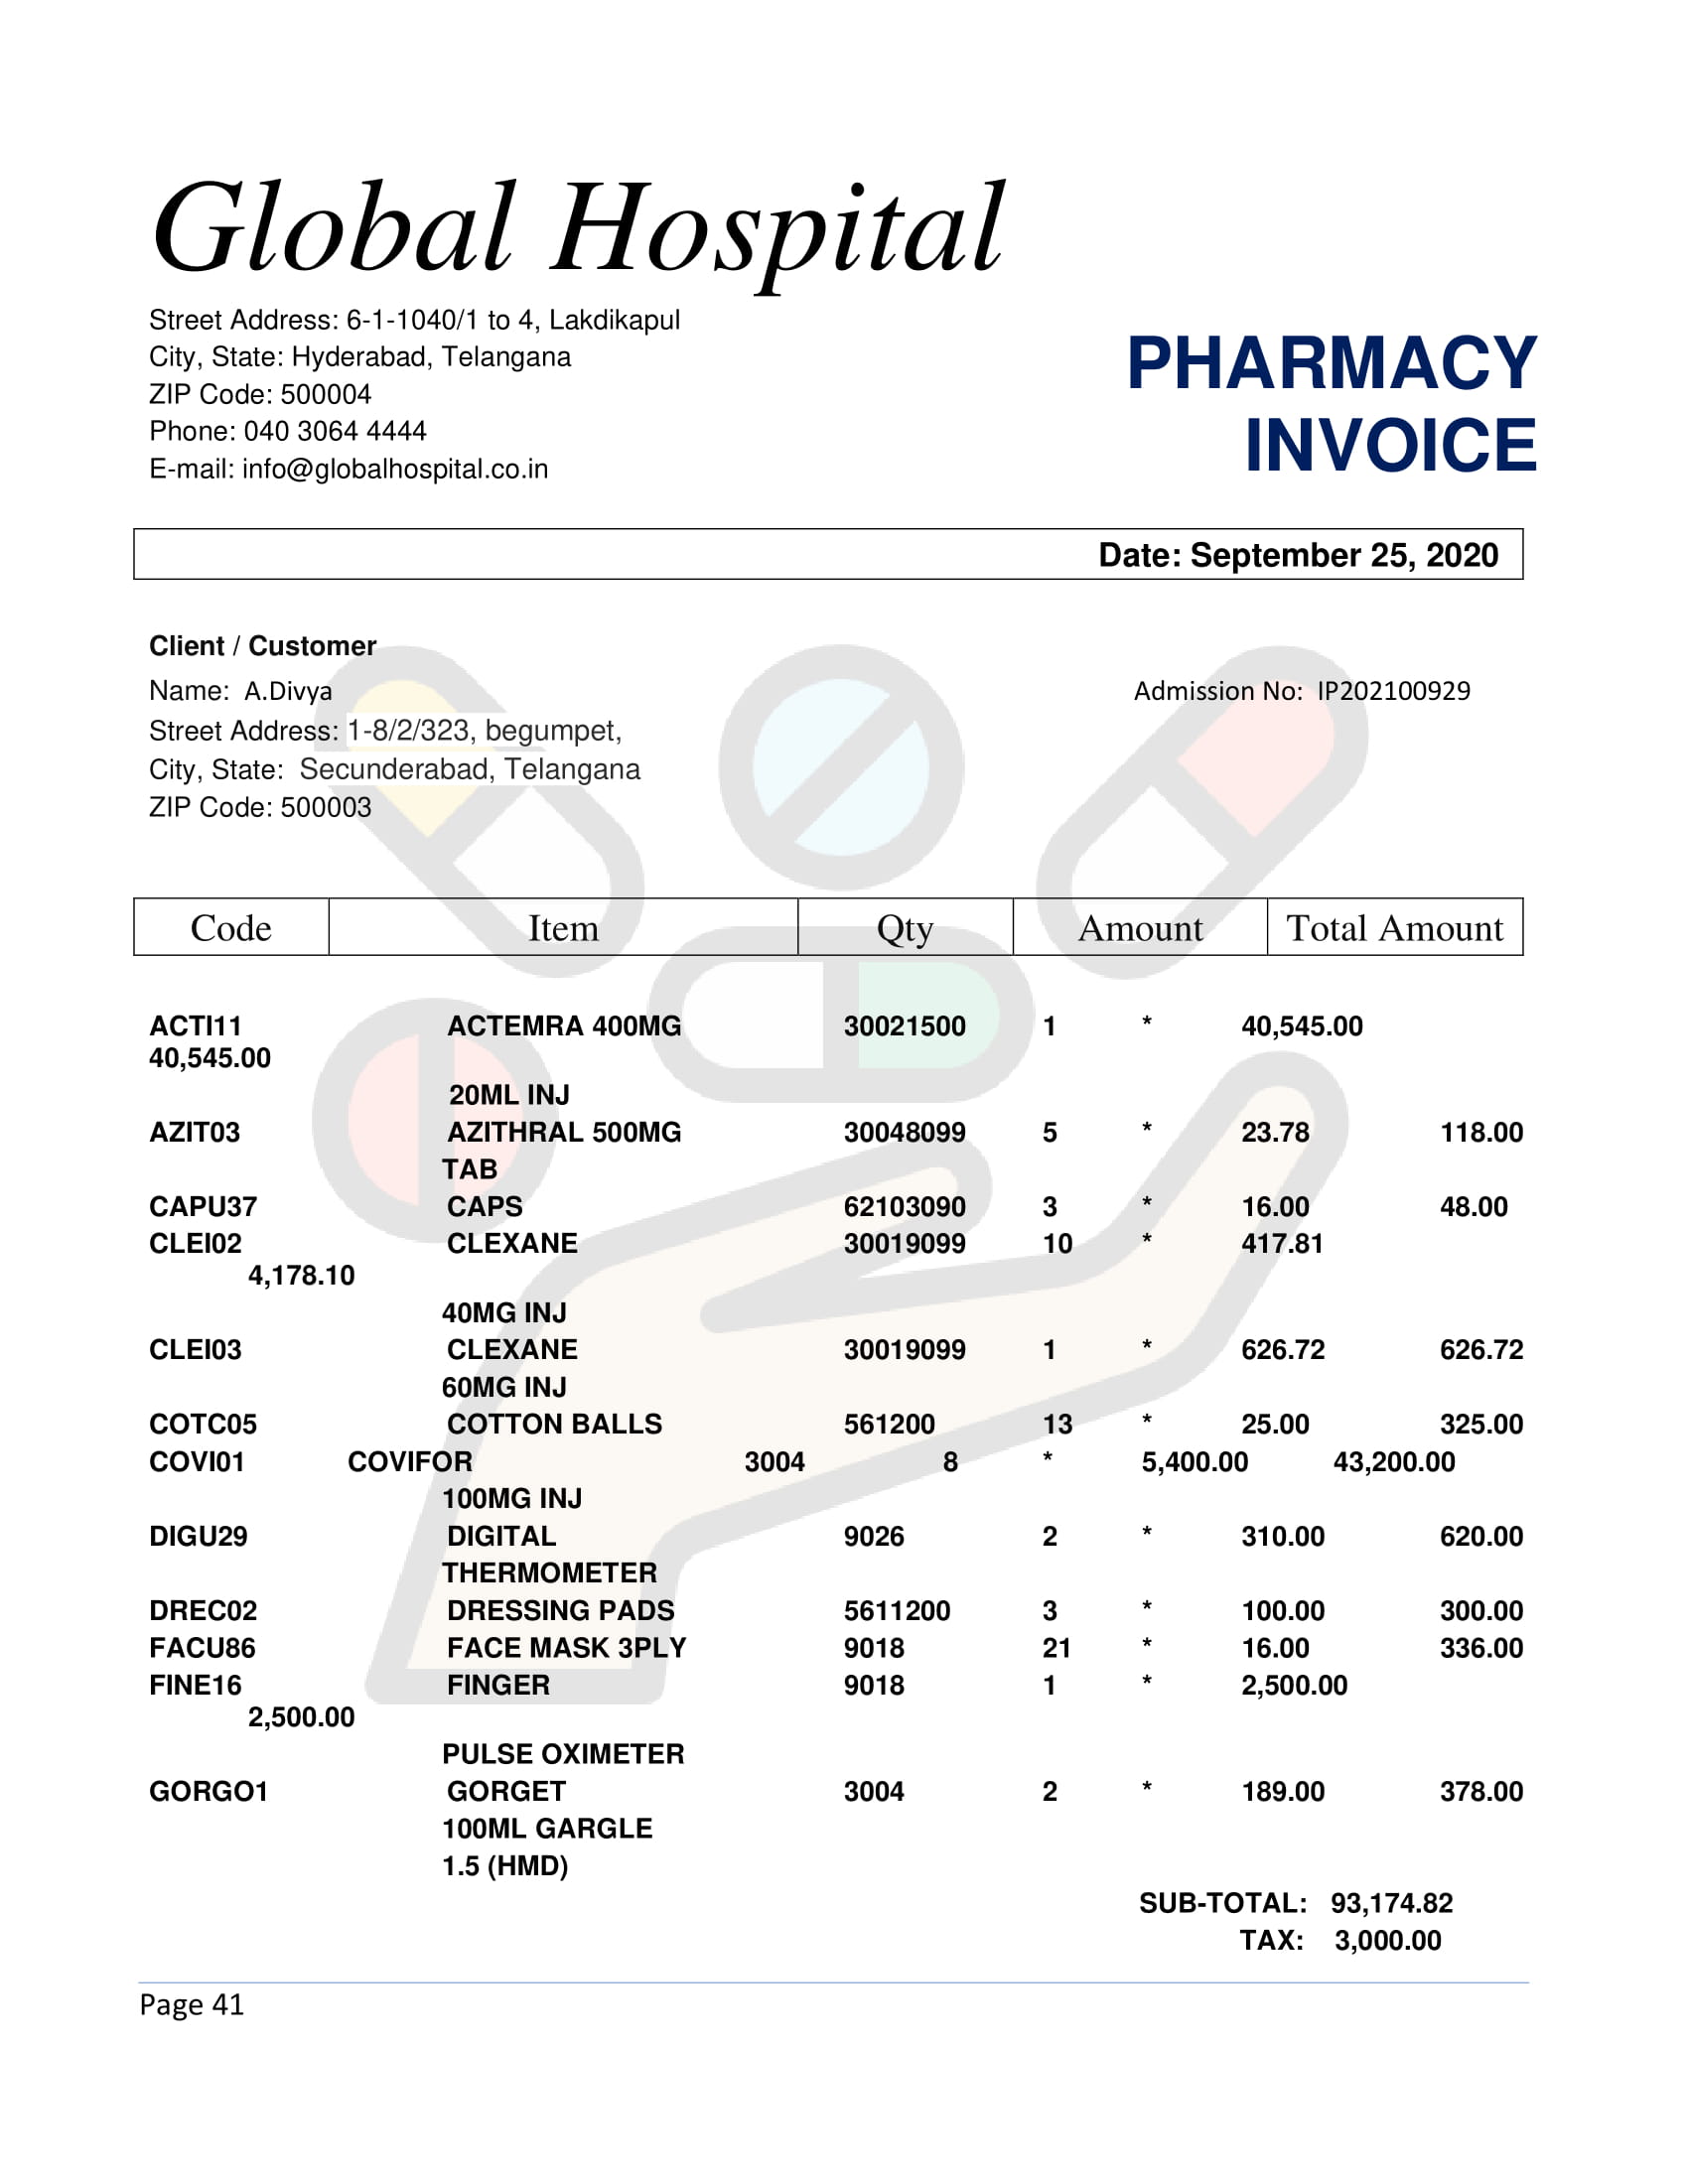 Global Hospital
Street Address: 6-1-1040/1 to 4, Lakdikapul
City, State: Hyderabad, Telangana
ZIP Code: 500004
Phone: 040 3064 4444
E-mail: info@globalhospital.co.in
PHARMACY
INVOICE
Date: September 25, 2020
Client / Customer
Name: A.Divya Admission No: IP202100929
Street Address: 1-8/2/323, begumpet,
City, State: Secunderabad, Telangana
ZIP Code: 500003
Code Item Qty Amount Total Amount
ACTI11 ACTEMRA 400MG 30021500 1 * 40,545.00
40,545.00
20ML INJ
AZIT03 AZITHRAL 500MG 30048099 5 * 23.78 118.00
TAB
CAPU37 CAPS 62103090 3 * 16.00 48.00
CLEI02 CLEXANE 30019099 10 * 417.81
4,178.10
40MG INJ
CLEI03 CLEXANE 30019099 1 * 626.72 626.72
60MG INJ
COTC05 COTTON BALLS 561200 13 * 25.00 325.00
COVI01 COVIFOR 3004 8 * 5,400.00 43,200.00
100MG INJ
DIGU29 DIGITAL 9026 2 * 310.00 620.00
THERMOMETER
DREC02 DRESSING PADS 5611200 3 * 100.00 300.00
FACU86 FACE MASK 3PLY 9018 21 * 16.00 336.00
FINE16 FINGER 9018 1 * 2,500.00
2,500.00
PULSE OXIMETER
GORGO1 GORGET 3004 2 * 189.00 378.00
100ML GARGLE
1.5 (HMD)
SUB-TOTAL: 93,174.82
TAX: 3,000.00
Page 41